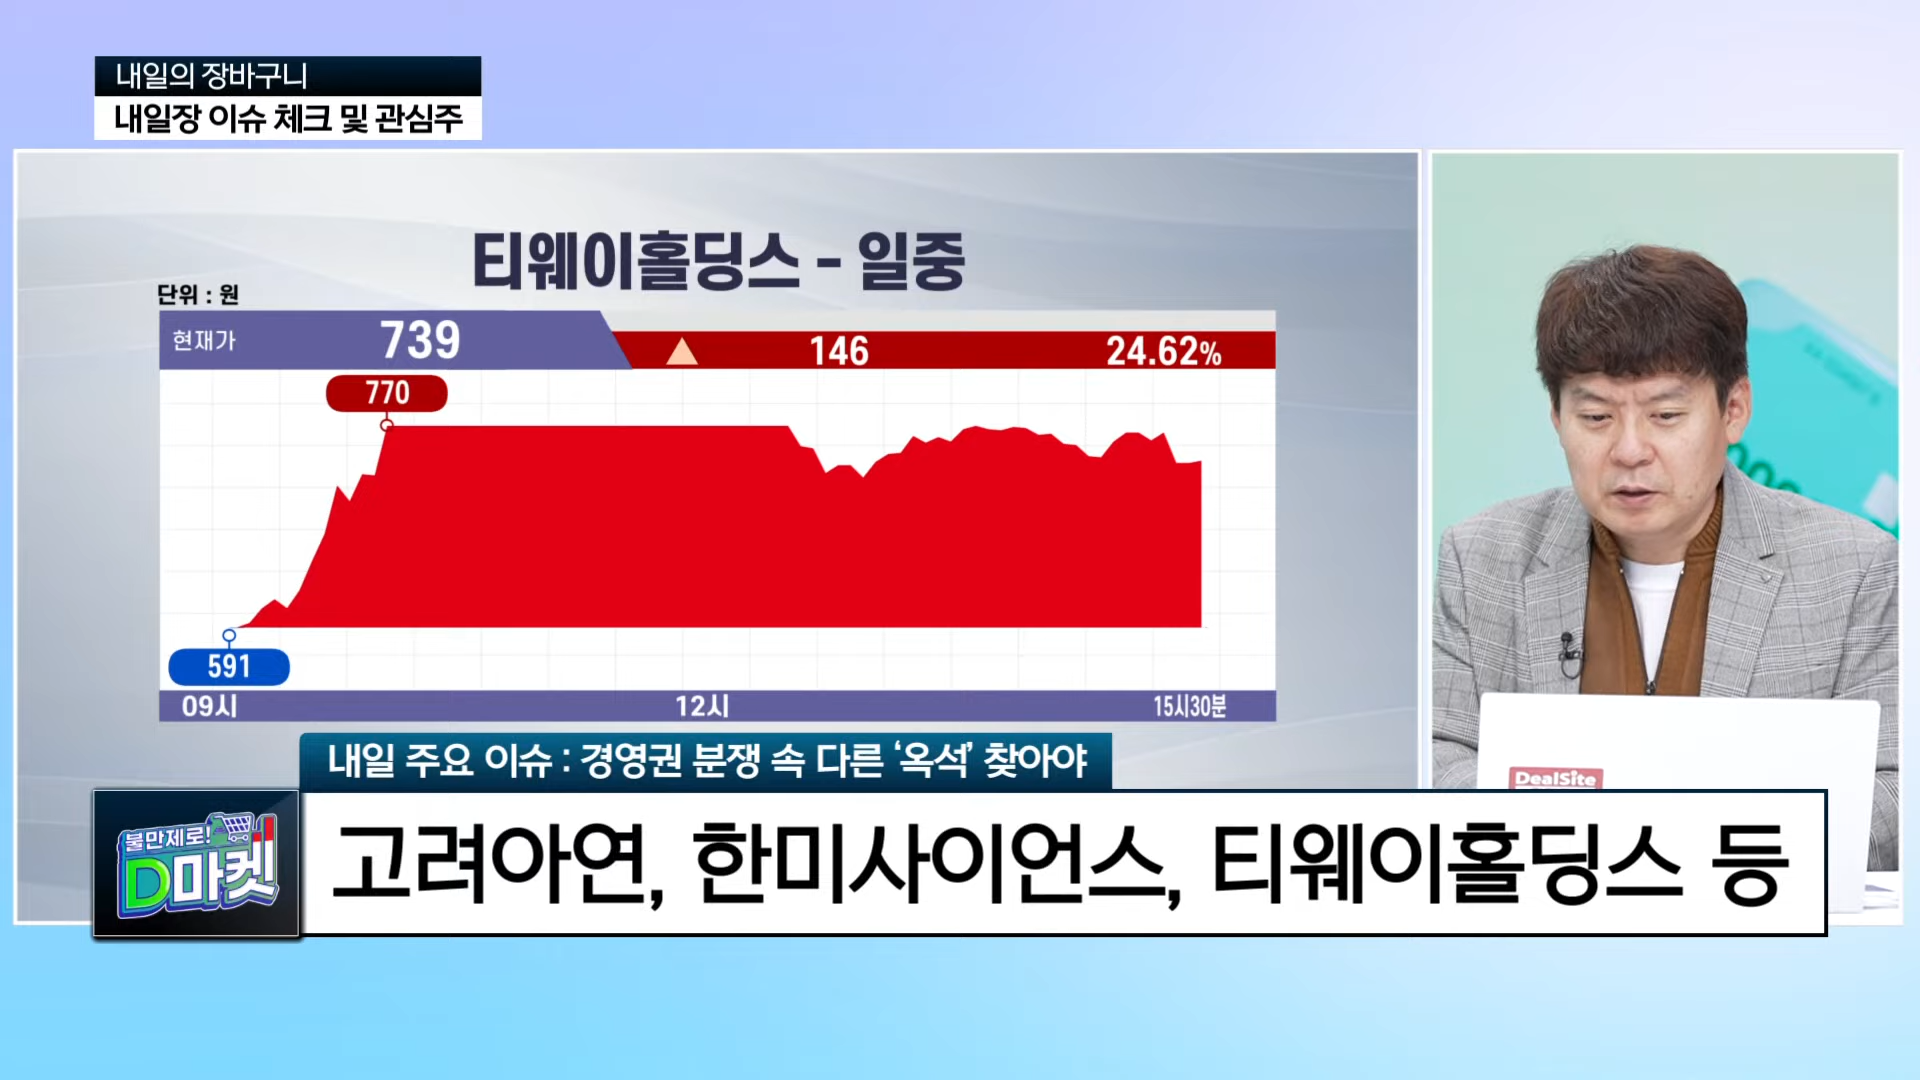 내일의 장바구니
내일장 이슈 체크 및 관심주
티웨이홀딩스 - 일중
단위 : 원
현재가 739 146 24.62%
770
591
09시 12시 15시30분
내일 주요 이슈 : 경영권 분쟁 속 다른 ‘옥석’ 찾아야
불만제로!
D마켓
고려아연, 한미사이언스, 티웨이홀딩스 등
DealSite